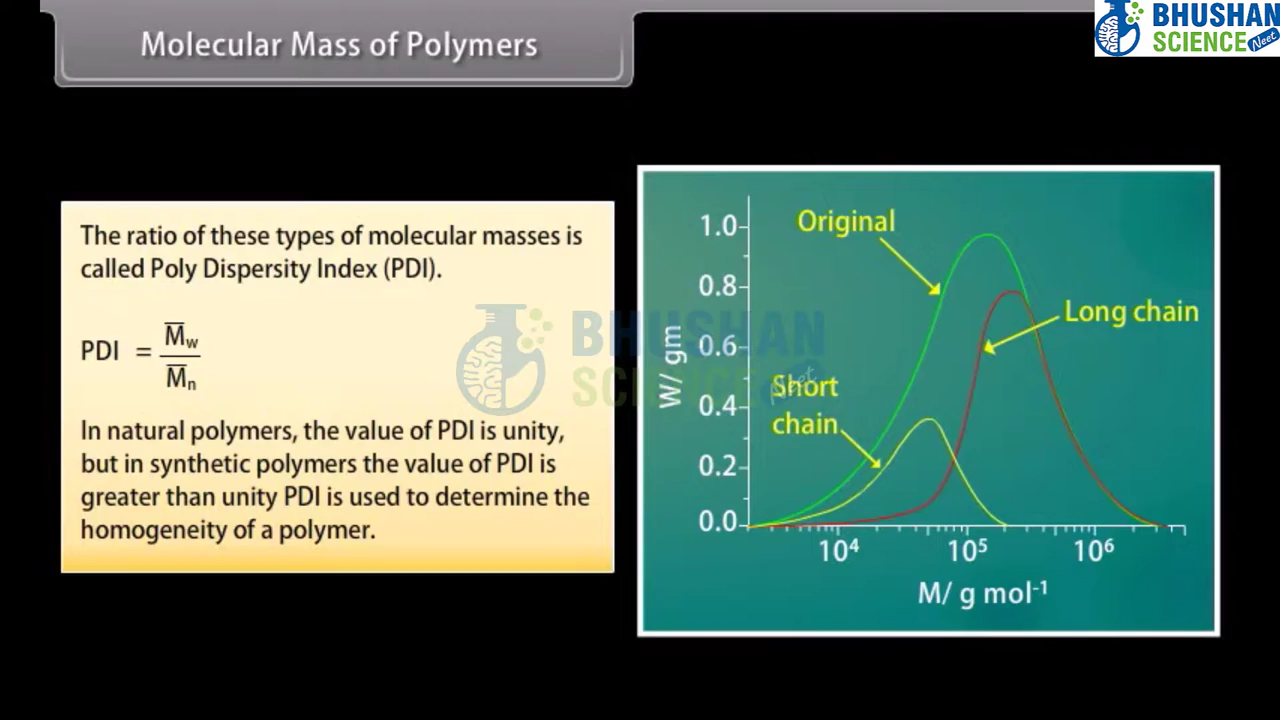 Molecular Mass of Polymers
BHUSHAN
SCIENCE Neet
The ratio of these types of molecular masses is
called Poly Dispersity Index (PDI).
PDI = M̅w / M̅n
In natural polymers, the value of PDI is unity,
but in synthetic polymers the value of PDI is
greater than unity PDI is used to determine the
homogeneity of a polymer.
W/ gm
1.0
0.8
0.6
0.4
0.2
0.0
Original
Long chain
Short
chain
10⁴ 10⁵ 10⁶
M/ g mol⁻¹
BHUSHAN
SCIENCE Neet